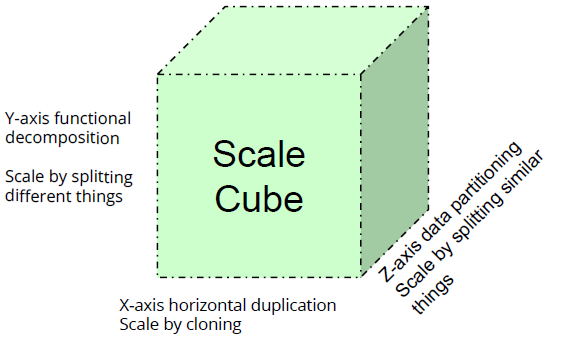 Y-axis functional
decomposition
Scale by splitting
different things
Scale
Cube
Z-axis data partitioning
Scale by splitting similar
things
X-axis horizontal duplication
Scale by cloning